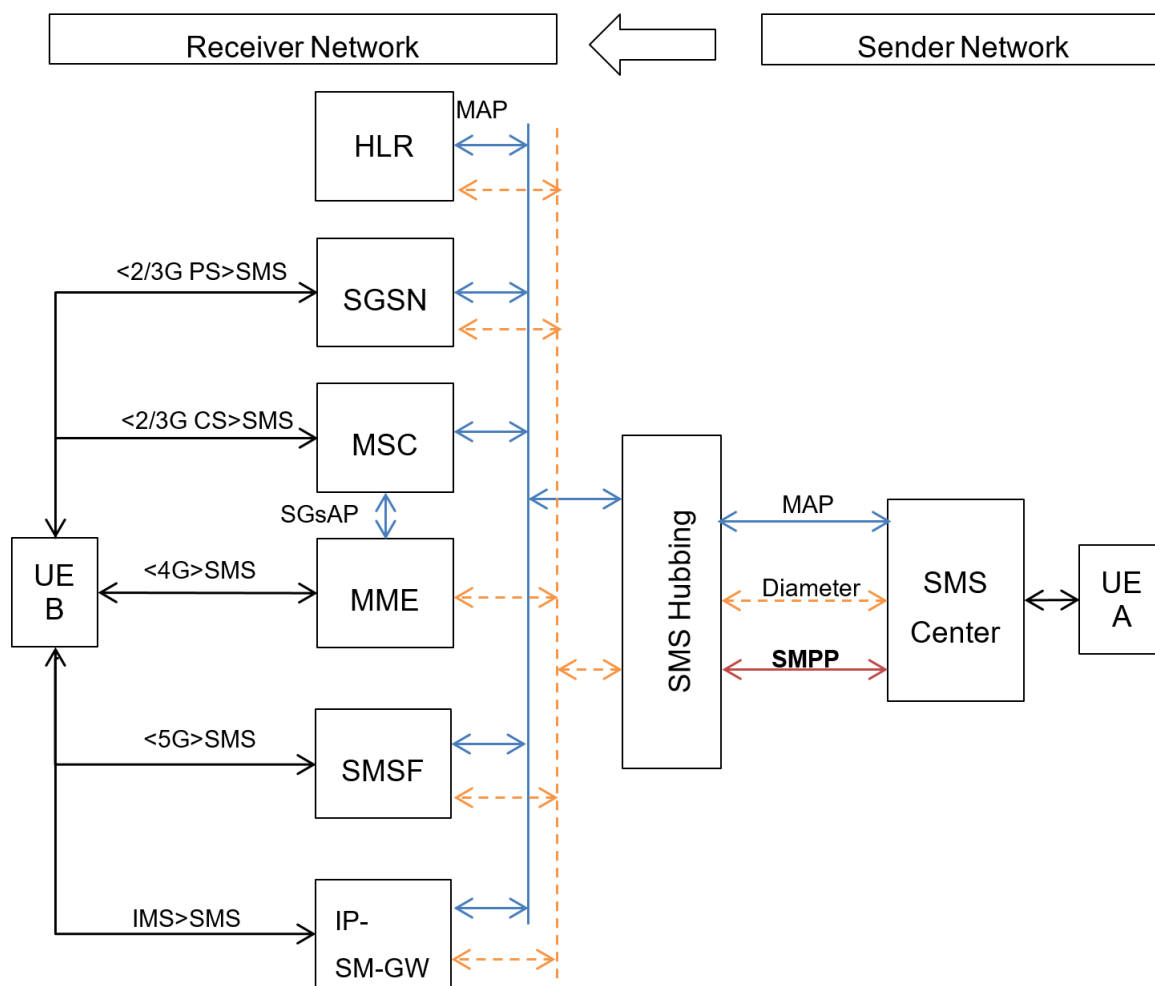 Receiver Network
Sender Network
MAP
HLR
<2/3G PS>SMS
SGSN
<2/3G CS>SMS
MSC
SGsAP
MAP
SMS Hubbing
UE
B
<4G>SMS
MME
Diameter
SMS
Center
UE
A
SMPP
<5G>SMS
SMSF
IMS>SMS
IP-
SM-GW